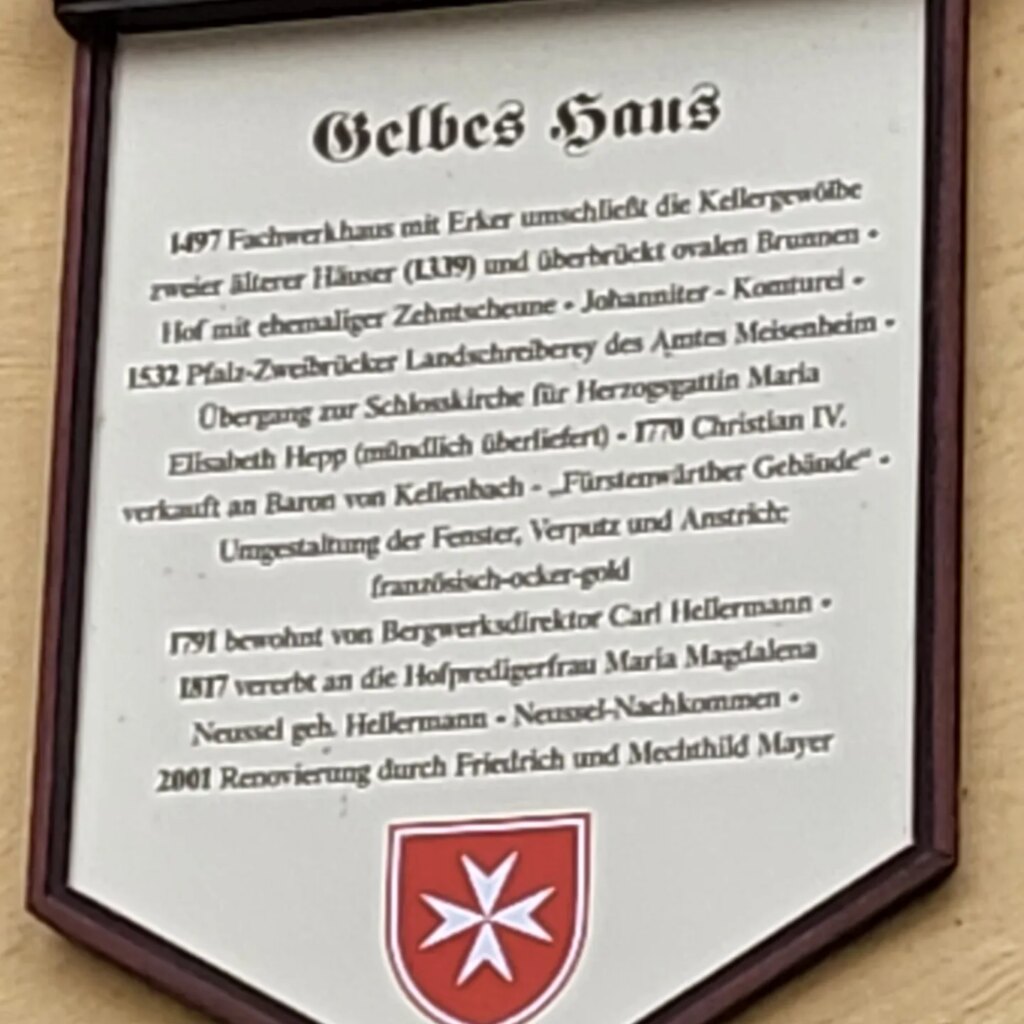 Gelbes Haus
1497 Fachwerkhaus mit Erker umschließt die Kellergewölbe
zweier älterer Häuser und überbrückt ovalen Brunnen •
Hof mit ehemaliger Zehntscheune • Johanniter - Komturei •
1532 Pfalz-Zweibrücker Landschreiberey des Amtes Meisenheim •
Übergang zur Schlosskirche für Herzogsgattin Maria
Elisabeth Hepp (mündlich überliefert) • 1770 Christian IV.
verkauft an Baron von Kellenbach - „Fürstenwärther Gebäude“ •
Umgestaltung der Fenster, Verputz und Anstrich:
französisch-ocker-gold
1791 bewohnt von Bergwerksdirektor Carl Hellermann •
1817 vererbt an die Hofpredigerfrau Maria Magdalena
Neussel geb. Hellermann • Neussel-Nachkommen •
2001 Renovierung durch Friedrich und Mechthild Mayer